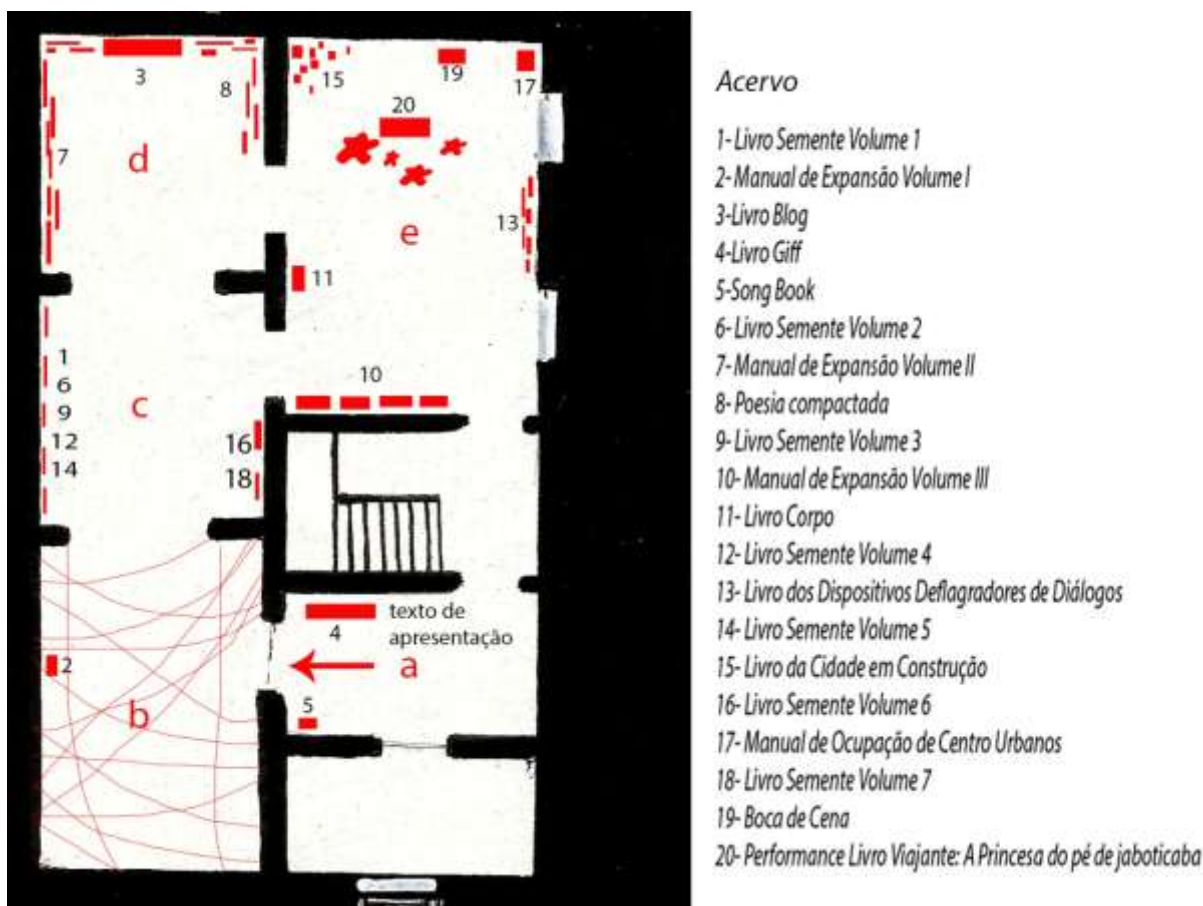 3
8
15
19
17
20
7
d
e
13
11
1
6
9
12
14
c
10
16
18
texto de
apresentação
4
a
2
b
5
Acervo
1- Livro Semente Volume 1
2- Manual de Expansão Volume I
3-Livro Blog
4-Livro Giff
5-Song Book
6- Livro Semente Volume 2
7- Manual de Expansão Volume II
8- Poesia compactada
9- Livro Semente Volume 3
10- Manual de Expansão Volume III
11- Livro Corpo
12- Livro Semente Volume 4
13- Livro dos Dispositivos Deflagradores de Diálogos
14- Livro Semente Volume 5
15- Livro da Cidade em Construção
16- Livro Semente Volume 6
17- Manual de Ocupação de Centro Urbanos
18- Livro Semente Volume 7
19- Boca de Cena
20- Performance Livro Viajante: A Princesa do pé de jaboticaba